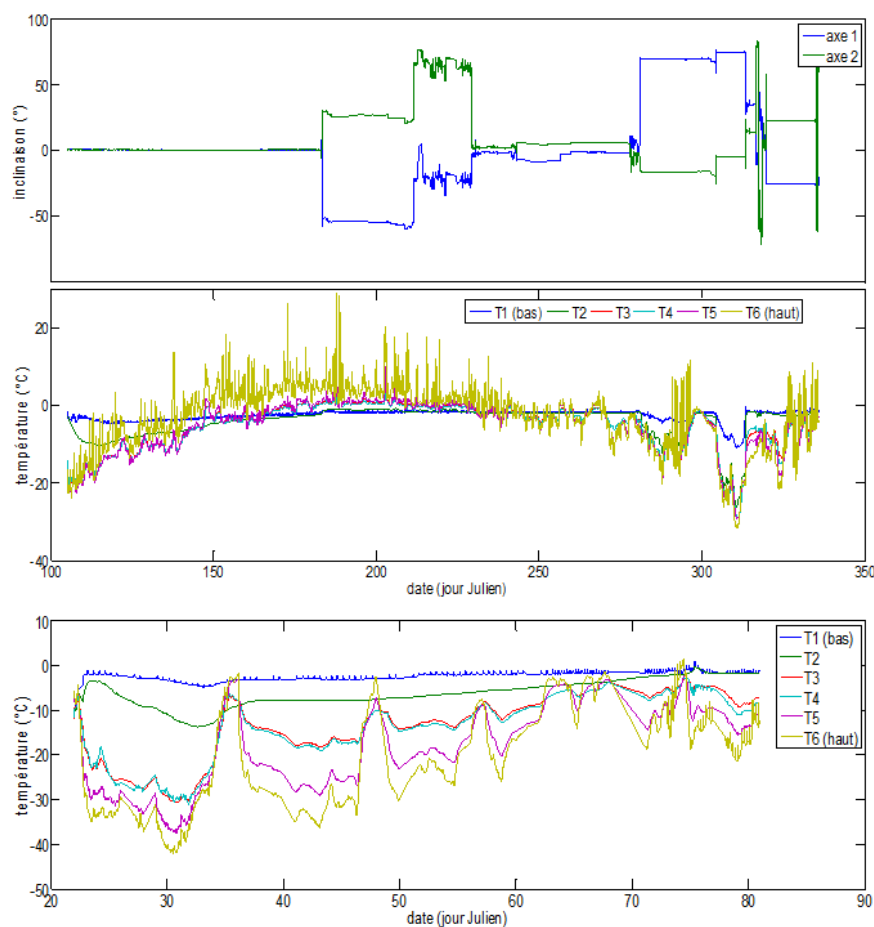 100
50
0
-50
inclinaison (°)
axe 1
axe 2
20
0
-20
-40
température (°C)
T1 (bas) T2 T3 T4 T5 T6 (haut)
100 150 200 250 300 350
date (jour Julien)
10
0
-10
-20
-30
-40
-50
température (°C)
T1 (bas)
T2
T3
T4
T5
T6 (haut)
20 30 40 50 60 70 80 90
date (jour Julien)